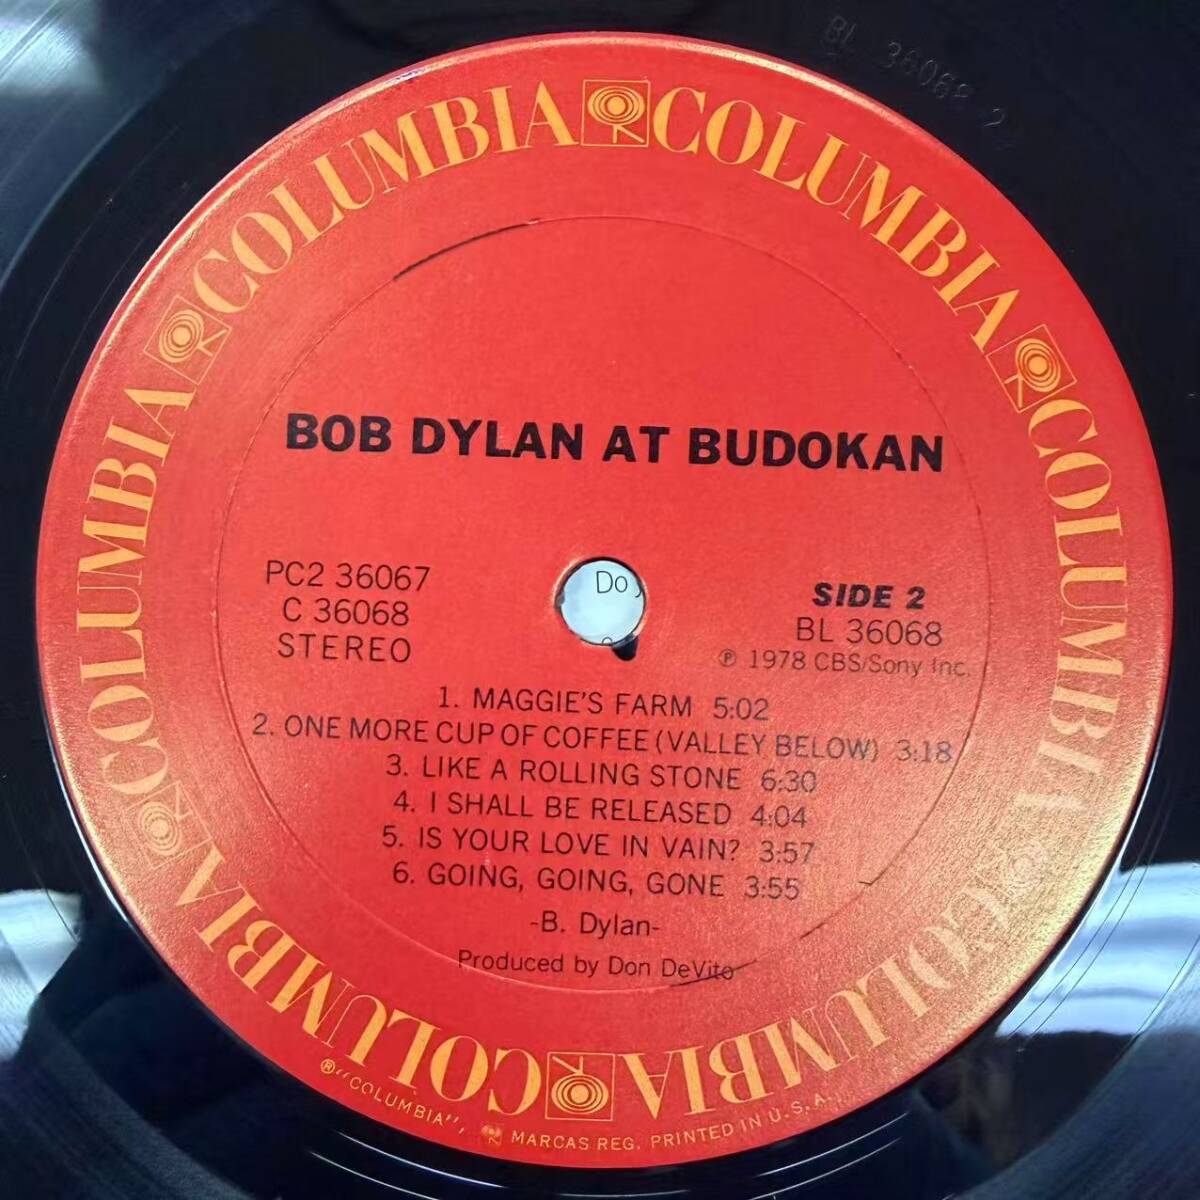 BL 36068 2
COLUMBIA COLUMBIA COLUMBIA COLUMBIA COLUMBIA COLUMBIA
BOB DYLAN AT BUDOKAN
PC2 36067
C 36068
STEREO
SIDE 2
BL 36068
℗ 1978 CBS/Sony Inc.
1. MAGGIE'S FARM 5:02
2. ONE MORE CUP OF COFFEE (VALLEY BELOW) 3:18
3. LIKE A ROLLING STONE 6:30
4. I SHALL BE RELEASED 4:04
5. IS YOUR LOVE IN VAIN? 3:57
6. GOING, GOING, GONE 3:55
-B. Dylan-
Produced by Don DeVito
®"COLUMBIA", MARCAS REG. PRINTED IN U.S.A.